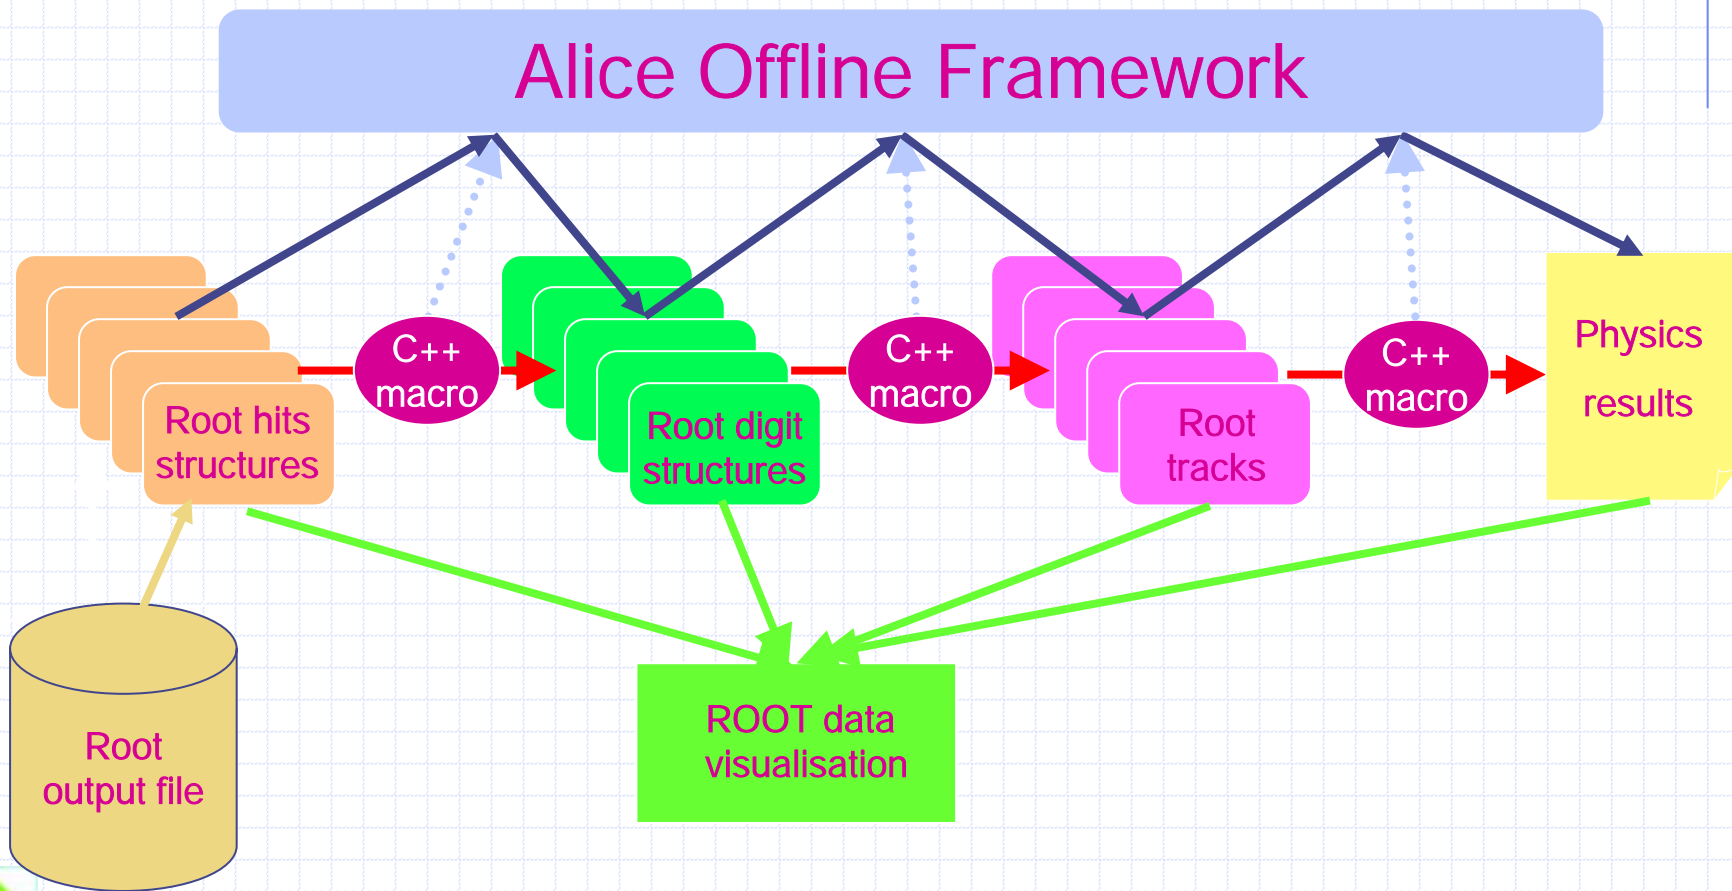 Alice Offline Framework
Root hits
structures
C++
macro
Root digit
structures
C++
macro
Root
tracks
C++
macro
Physics
results
Root
output file
ROOT data
visualisation